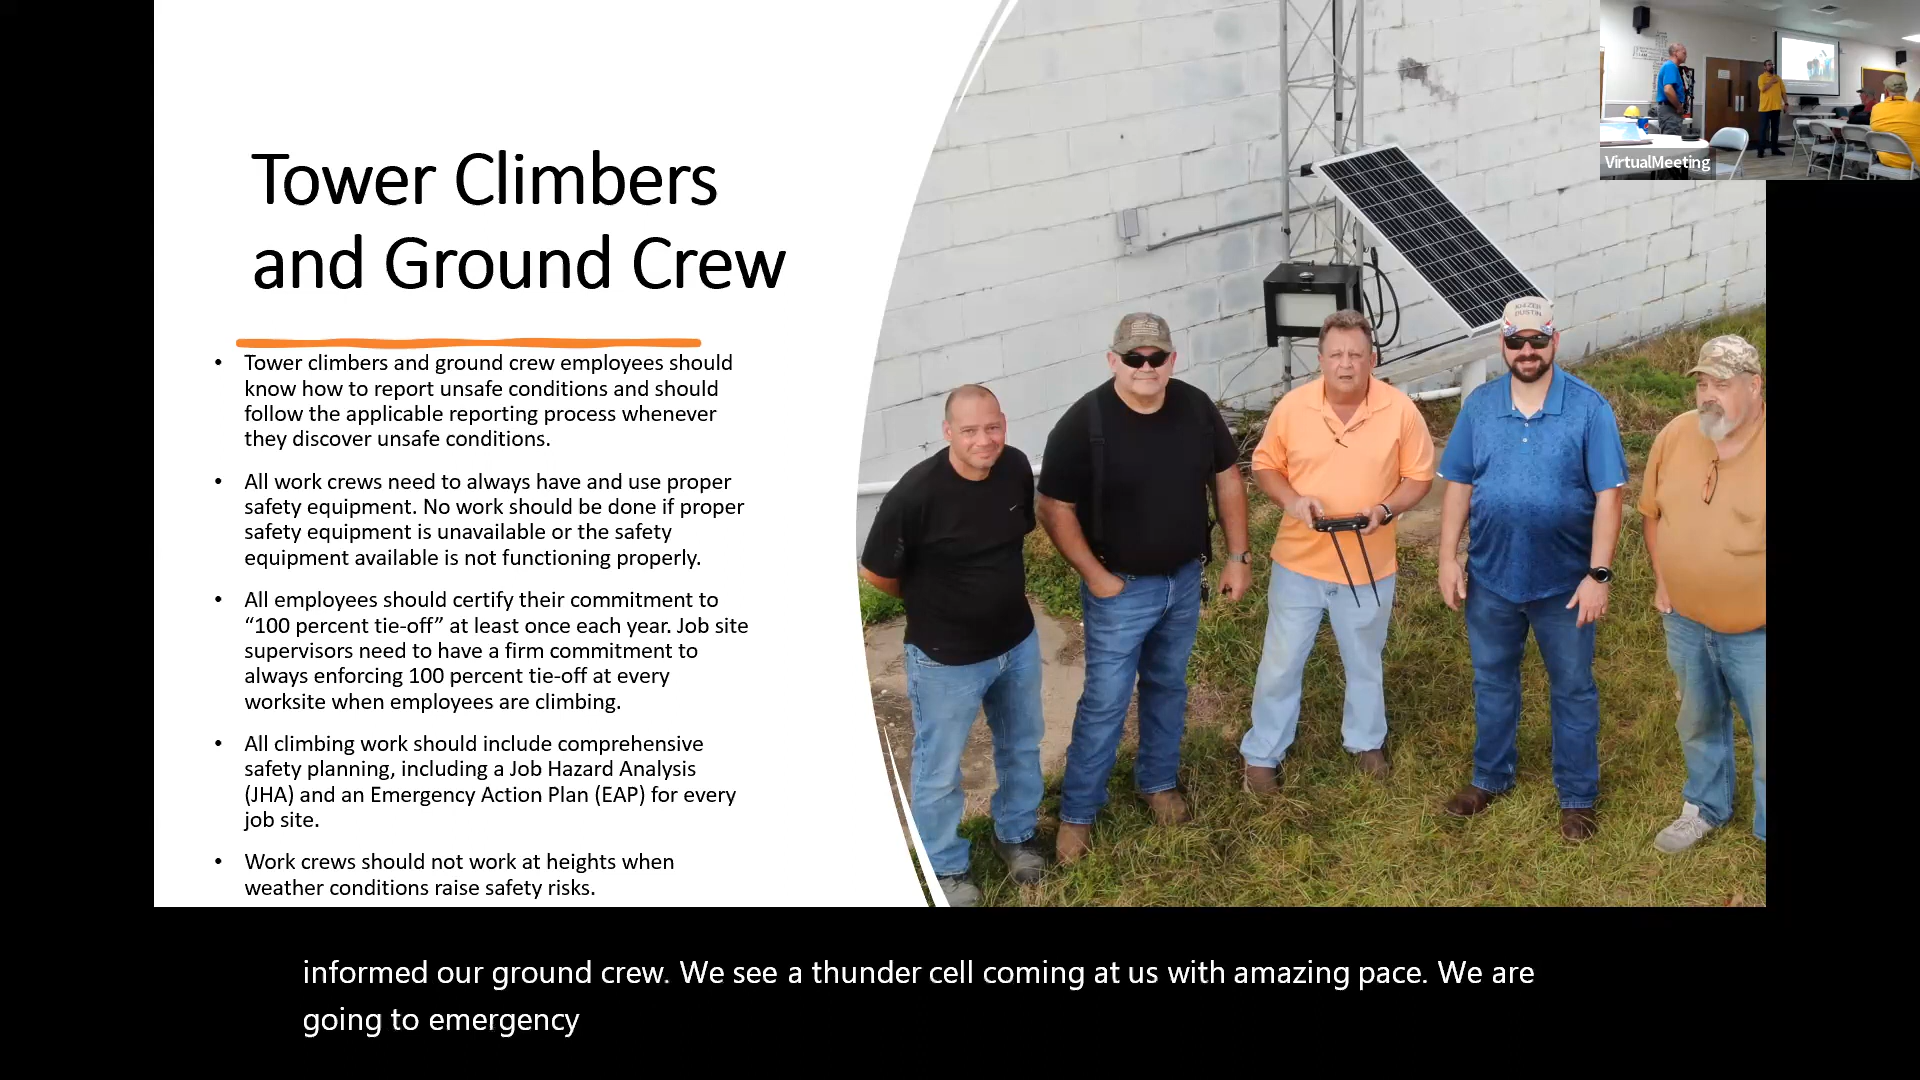 Tower Climbers
and Ground Crew
• Tower climbers and ground crew employees should
know how to report unsafe conditions and should
follow the applicable reporting process whenever
they discover unsafe conditions.
• All work crews need to always have and use proper
safety equipment. No work should be done if proper
safety equipment is unavailable or the safety
equipment available is not functioning properly.
• All employees should certify their commitment to
“100 percent tie-off” at least once each year. Job site
supervisors need to have a firm commitment to
always enforcing 100 percent tie-off at every
worksite when employees are climbing.
• All climbing work should include comprehensive
safety planning, including a Job Hazard Analysis
(JHA) and an Emergency Action Plan (EAP) for every
job site.
• Work crews should not work at heights when
weather conditions raise safety risks.
VirtualMeeting
informed our ground crew. We see a thunder cell coming at us with amazing pace. We are
going to emergency